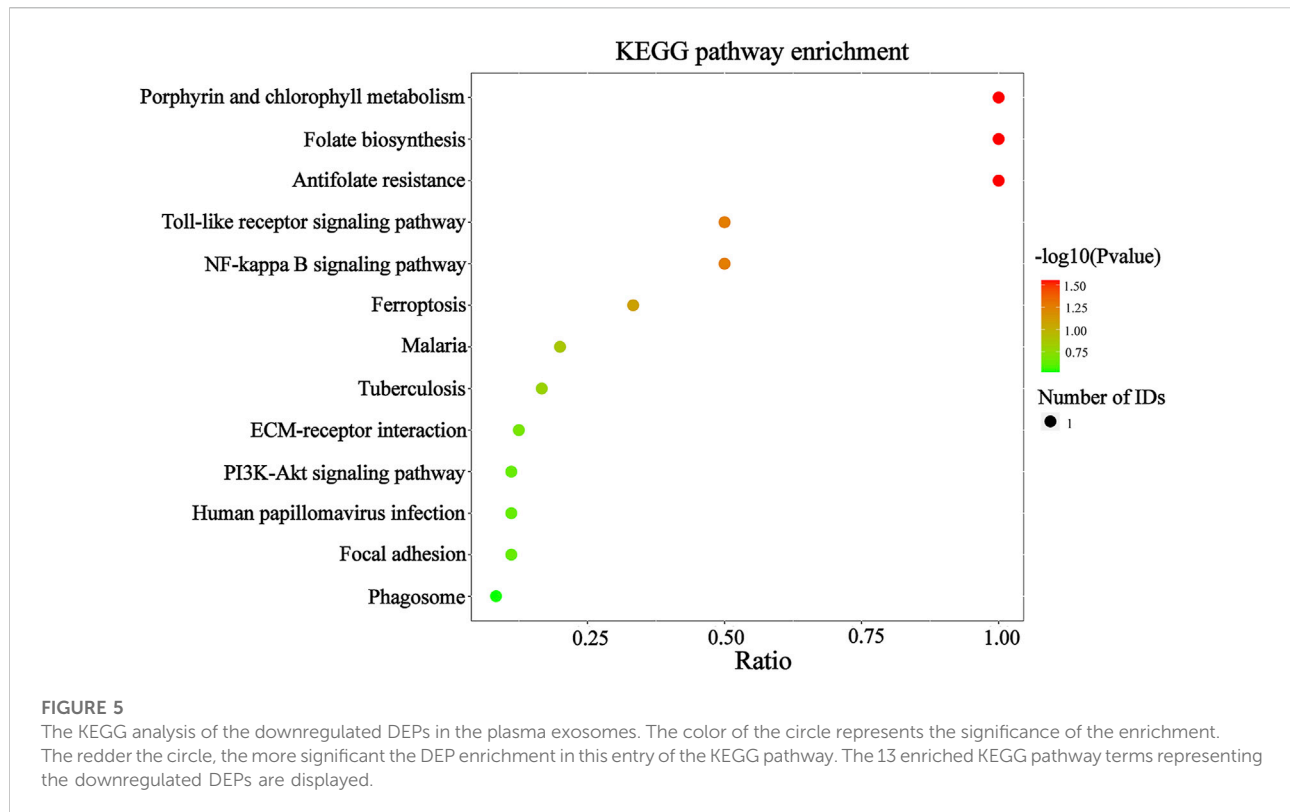 KEGG pathway enrichment
Porphyrin and chlorophyll metabolism
Folate biosynthesis
Antifolate resistance
Toll-like receptor signaling pathway
NF-kappa B signaling pathway
Ferroptosis
Malaria
Tuberculosis
ECM-receptor interaction
PI3K-Akt signaling pathway
Human papillomavirus infection
Focal adhesion
Phagosome
0.25 0.50 0.75 1.00
Ratio
-log10(Pvalue)
1.50
1.25
1.00
0.75
Number of IDs
1
FIGURE 5
The KEGG analysis of the downregulated DEPs in the plasma exosomes. The color of the circle represents the significance of the enrichment.
The redder the circle, the more significant the DEP enrichment in this entry of the KEGG pathway. The 13 enriched KEGG pathway terms representing
the downregulated DEPs are displayed.